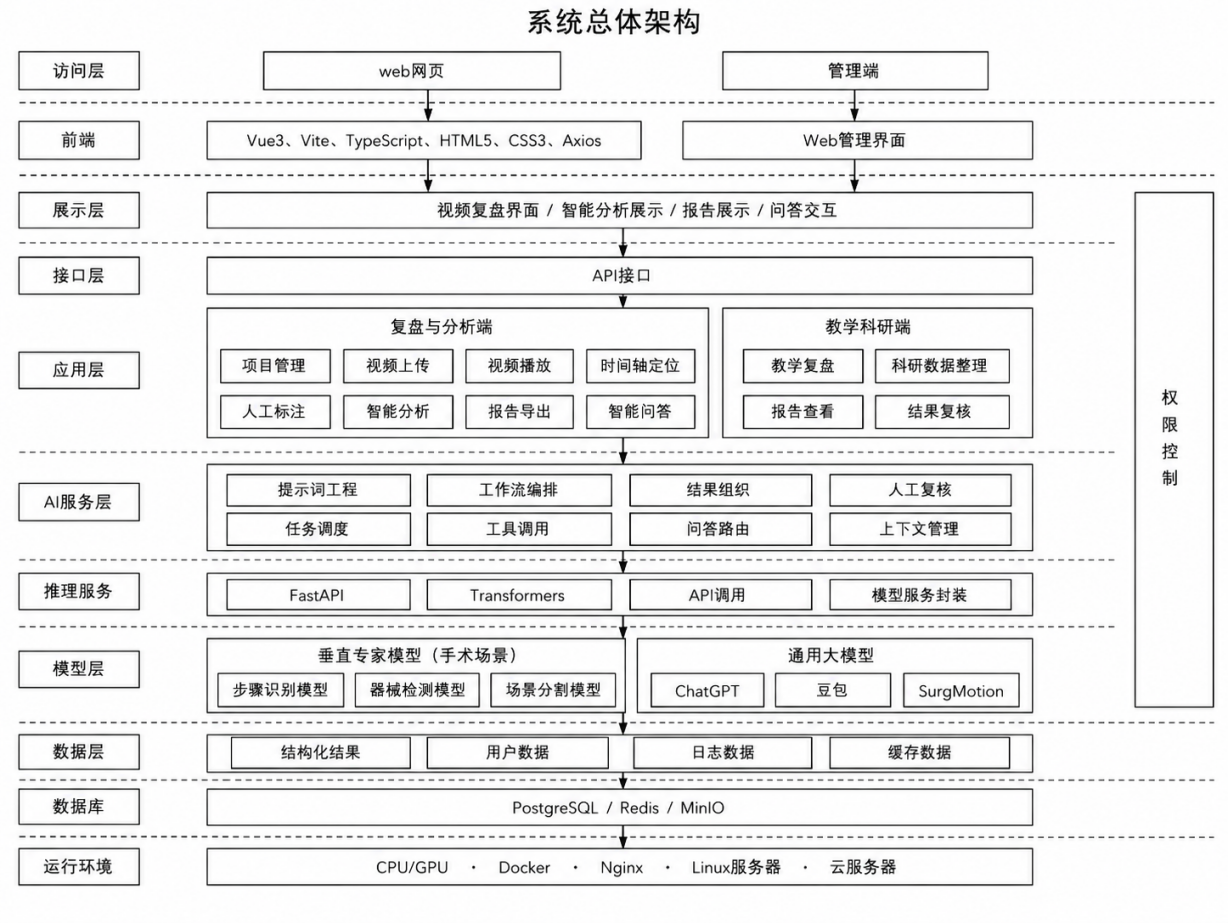 系统总体架构
访问层
web网页
管理端
前端
Vue3、Vite、TypeScript、HTML5、CSS3、Axios
Web管理界面
展示层
视频复盘界面 / 智能分析展示 / 报告展示 / 问答交互
接口层
API接口
应用层
复盘与分析端
项目管理
视频上传
视频播放
时间轴定位
人工标注
智能分析
报告导出
智能问答
教学科研端
教学复盘
科研数据整理
报告查看
结果复核
权限控制
AI服务层
提示词工程
工作流编排
结果组织
人工复核
任务调度
工具调用
问答路由
上下文管理
推理服务
FastAPI
Transformers
API调用
模型服务封装
模型层
垂直专家模型（手术场景）
步骤识别模型
器械检测模型
场景分割模型
通用大模型
ChatGPT
豆包
SurgMotion
数据层
结构化结果
用户数据
日志数据
缓存数据
数据库
PostgreSQL / Redis / MinIO
运行环境
CPU/GPU · Docker · Nginx · Linux服务器 · 云服务器